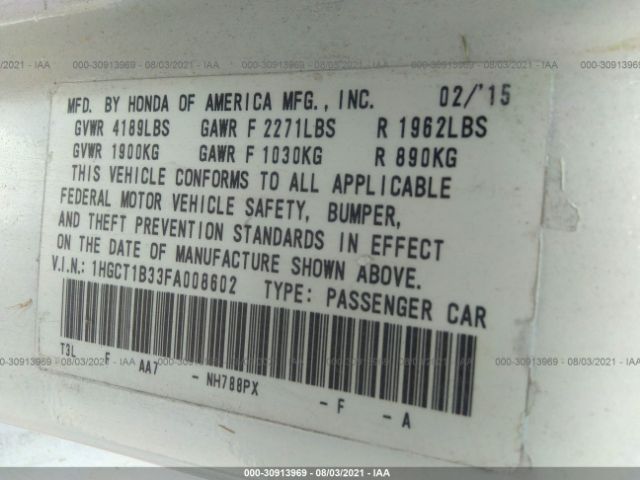 000-30913969 - 08/03/2021 - IAA
MFD. BY HONDA OF AMERICA MFG., INC. 02/'15
GVWR 4189LBS GAWR F 2271LBS R 1962LBS
GVWR 1900KG GAWR F 1030KG R 890KG
THIS VEHICLE CONFORMS TO ALL APPLICABLE
FEDERAL MOTOR VEHICLE SAFETY, BUMPER,
AND THEFT PREVENTION STANDARDS IN EFFECT
ON THE DATE OF MANUFACTURE SHOWN ABOVE.
V.I.N.: 1HGCT1B33FA008602 TYPE: PASSENGER CAR
T3L F AA7 - NH788PX - F - A
000-30913969 - 08/03/2021 - IAA